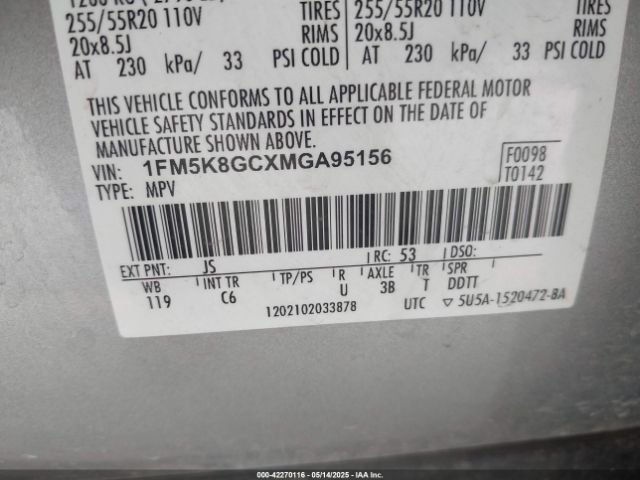 255/55R20 110V TIRES 255/55R20 110V TIRES
20x8.5J RIMS 20x8.5J RIMS
AT 230 kPa/ 33 PSI COLD AT 230 kPa/ 33 PSI COLD
THIS VEHICLE CONFORMS TO ALL APPLICABLE FEDERAL MOTOR
VEHICLE SAFETY STANDARDS IN EFFECT ON THE DATE OF
MANUFACTURE SHOWN ABOVE.
VIN: 1FM5K8GCXMGA95156 F0098
TYPE: MPV T0142
EXT PNT: JS RC: 53 DSO:
WB INT TR TP/PS R AXLE TR SPR
119 C6 U 3B T DDTT
1202102033878 UTC ▽ 5U5A-1520472-BA
000-42270116 - 05/14/2025 - IAAI.com